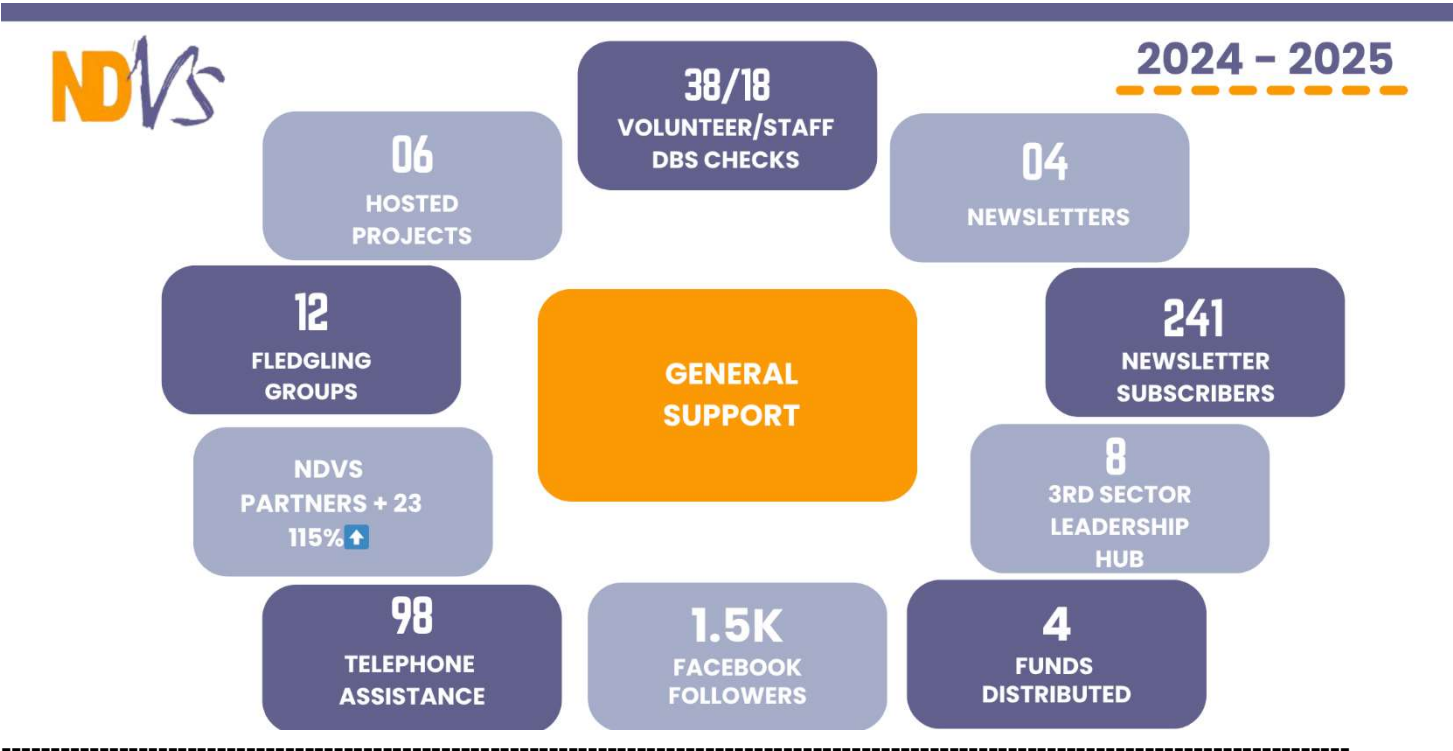 NDVS
2024 - 2025
38/18
VOLUNTEER/STAFF
DBS CHECKS
06
HOSTED
PROJECTS
04
NEWSLETTERS
12
FLEDGLING
GROUPS
GENERAL
SUPPORT
241
NEWSLETTER
SUBSCRIBERS
NDVS
PARTNERS + 23
115%⬆
8
3RD SECTOR
LEADERSHIP
HUB
98
TELEPHONE
ASSISTANCE
1.5K
FACEBOOK
FOLLOWERS
4
FUNDS
DISTRIBUTED